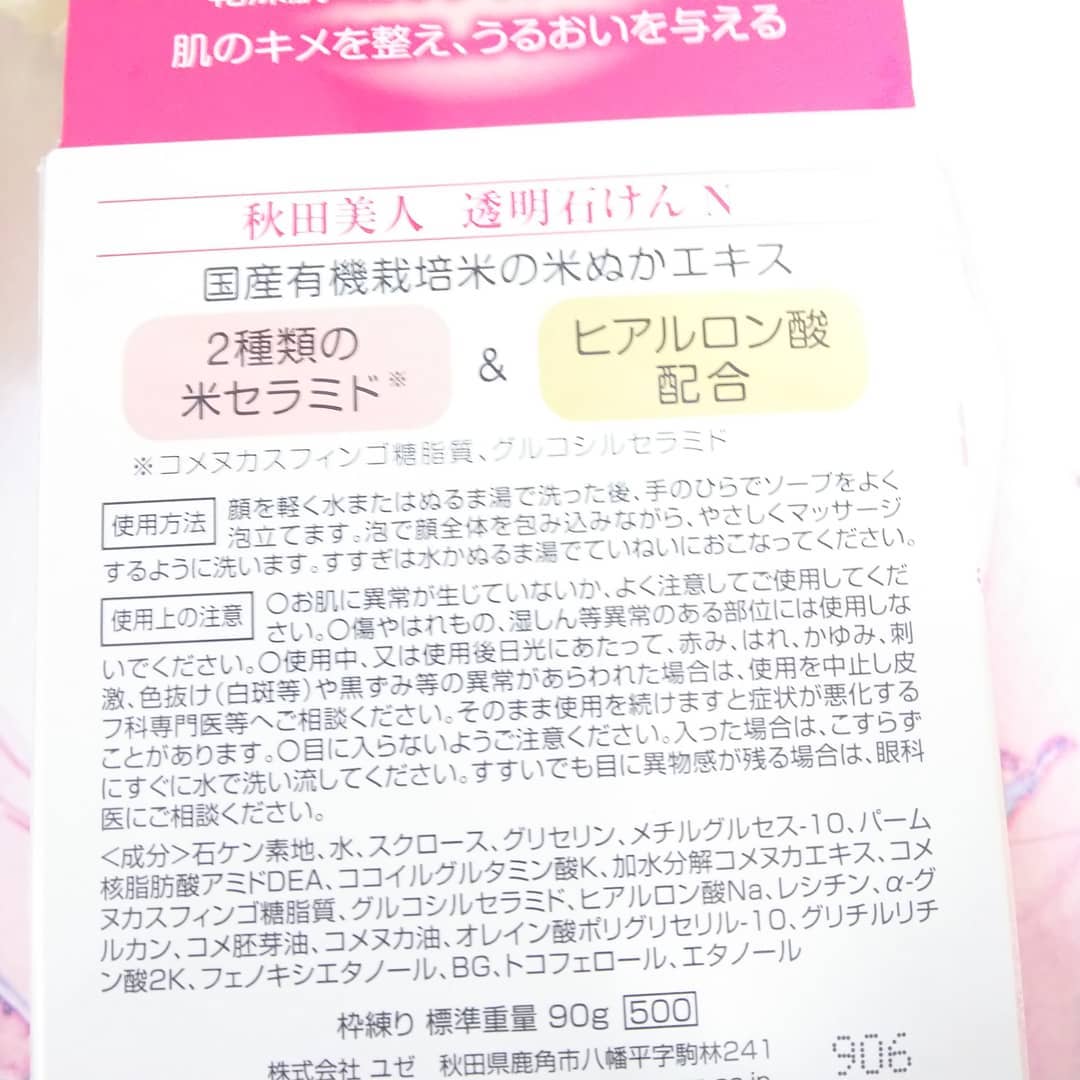 肌のキメを整え、うるおいを与える
秋田美人 透明石けん N
国産有機栽培米の米ぬかエキス
2種類の
米セラミド※
&
ヒアルロン酸
配合
※コメヌカスフィンゴ糖脂質、グルコシルセラミド
使用方法 顔を軽く水またはぬるま湯で洗った後、手のひらでソープをよく
泡立てます。泡で顔全体を包み込みながら、やさしくマッサージ
するように洗います。すすぎは水かぬるま湯でていねいにおこなってください。
使用上の注意 〇お肌に異常が生じていないか、よく注意してご使用してくだ
さい。〇傷やはれもの、湿しん等異常のある部位には使用しな
いでください。〇使用中、又は使用後日光にあたって、赤み、はれ、かゆみ、刺
激、色抜け(白斑等)や黒ずみ等の異常があらわれた場合は、使用を中止し皮
フ科専門医等へご相談ください。そのまま使用を続けますと症状が悪化する
ことがあります。〇目に入らないようご注意ください。入った場合は、こすらず
にすぐに水で洗い流してください。すすいでも目に異物感が残る場合は、眼科
医にご相談ください。
<成分>石ケン素地、水、スクロース、グリセリン、メチルグルセス-10、パーム
核脂肪酸アミドDEA、ココイルグルタミン酸K、加水分解コメヌカエキス、コメ
ヌカスフィンゴ糖脂質、グルコシルセラミド、ヒアルロン酸Na、レシチン、α-グ
ルカン、コメ胚芽油、コメヌカ油、オレイン酸ポリグリセリル-10、グリチルリチ
ン酸2K、フェノキシエタノール、BG、トコフェロール、エタノール
枠練り 標準重量 90g 500
株式会社 ユゼ 秋田県鹿角市八幡平字駒林241
906